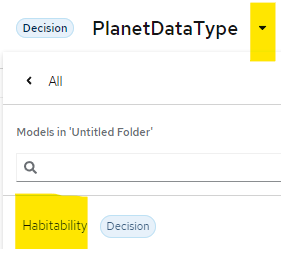 Decision PlanetDataType
All
Models in 'Untitled Folder'
Habitability Decision